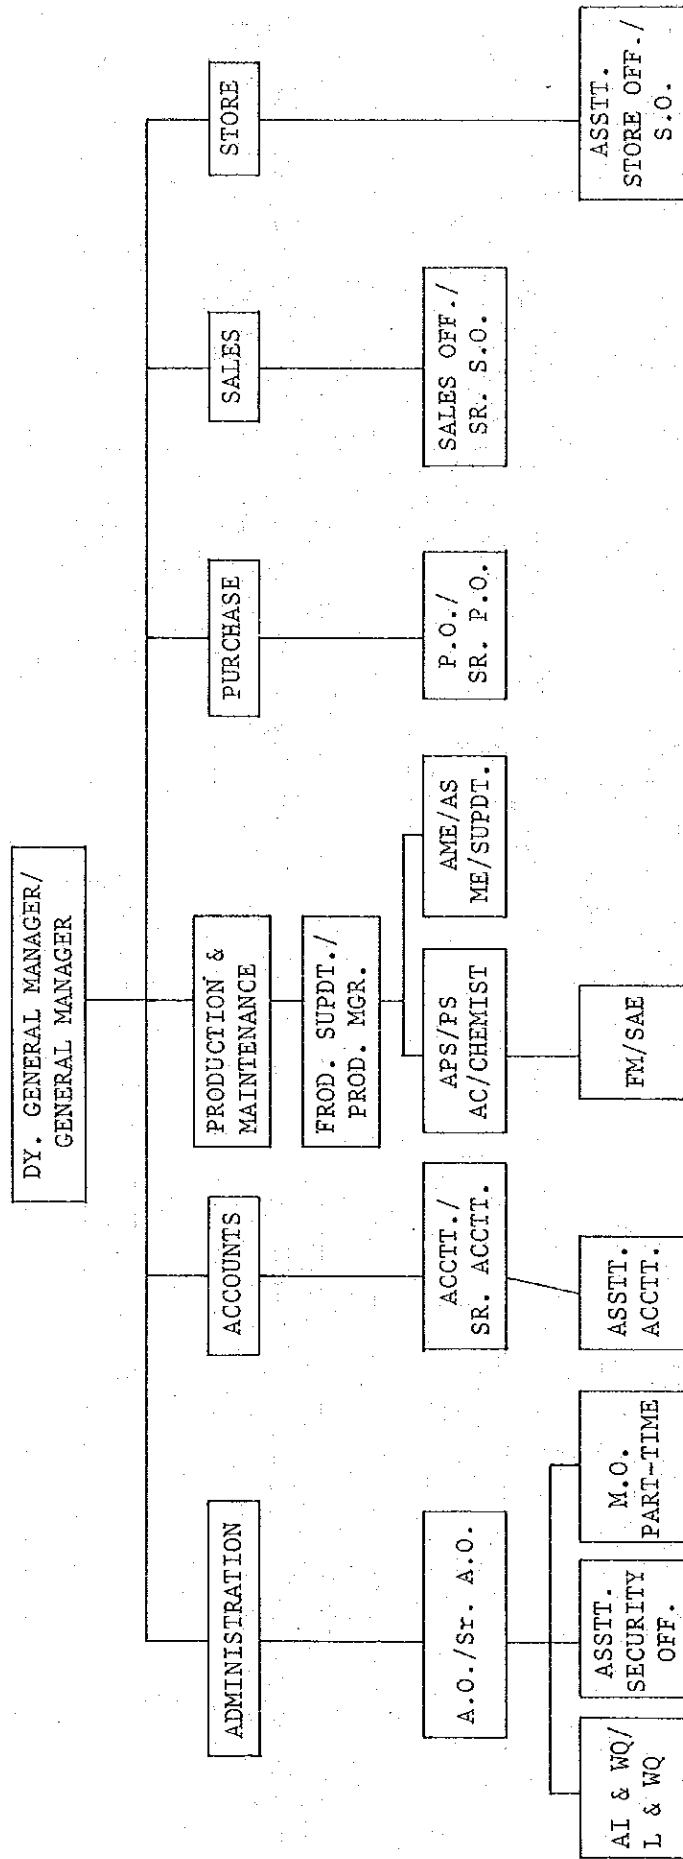 DY. GENERAL MANAGER/
GENERAL MANAGER
ADMINISTRATION
ACCOUNTS
PRODUCTION &
MAINTENANCE
PURCHASE
SALES
STORE
FROD. SUPDT./
PROD. MGR.
A.O./Sr. A.O.
ACCTT./
SR. ACCTT.
APS/PS
AC/CHEMIST
AME/AS
ME/SUPDT.
P.O./
SR. P.O.
SALES OFF./
SR. S.O.
AI & WQ/
L & WQ
ASSTT.
SECURITY
OFF.
M.O.
PART-TIME
ASSTT.
ACCTT.
FM/SAE
ASSTT.
STORE OFF./
S.O.